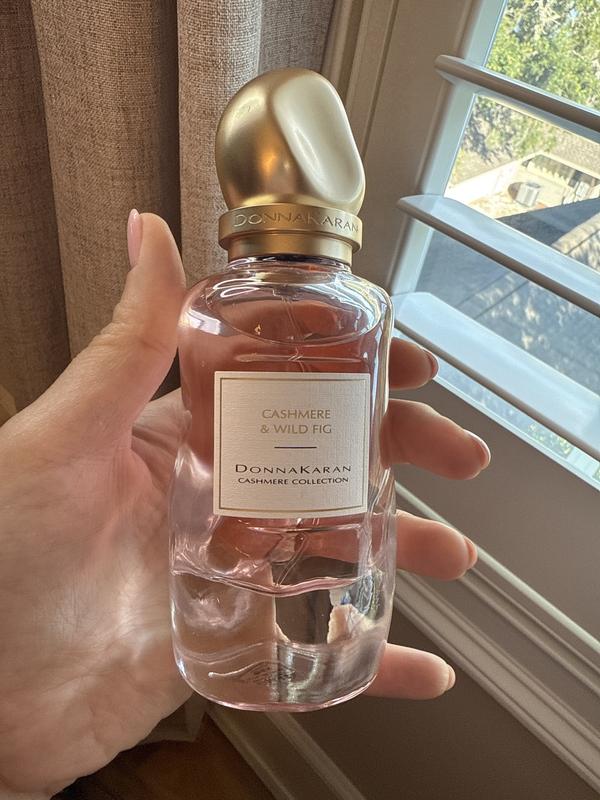 DONNAKARAN
CASHMERE
& WILD FIG
DONNAKARAN
CASHMERE COLLECTION